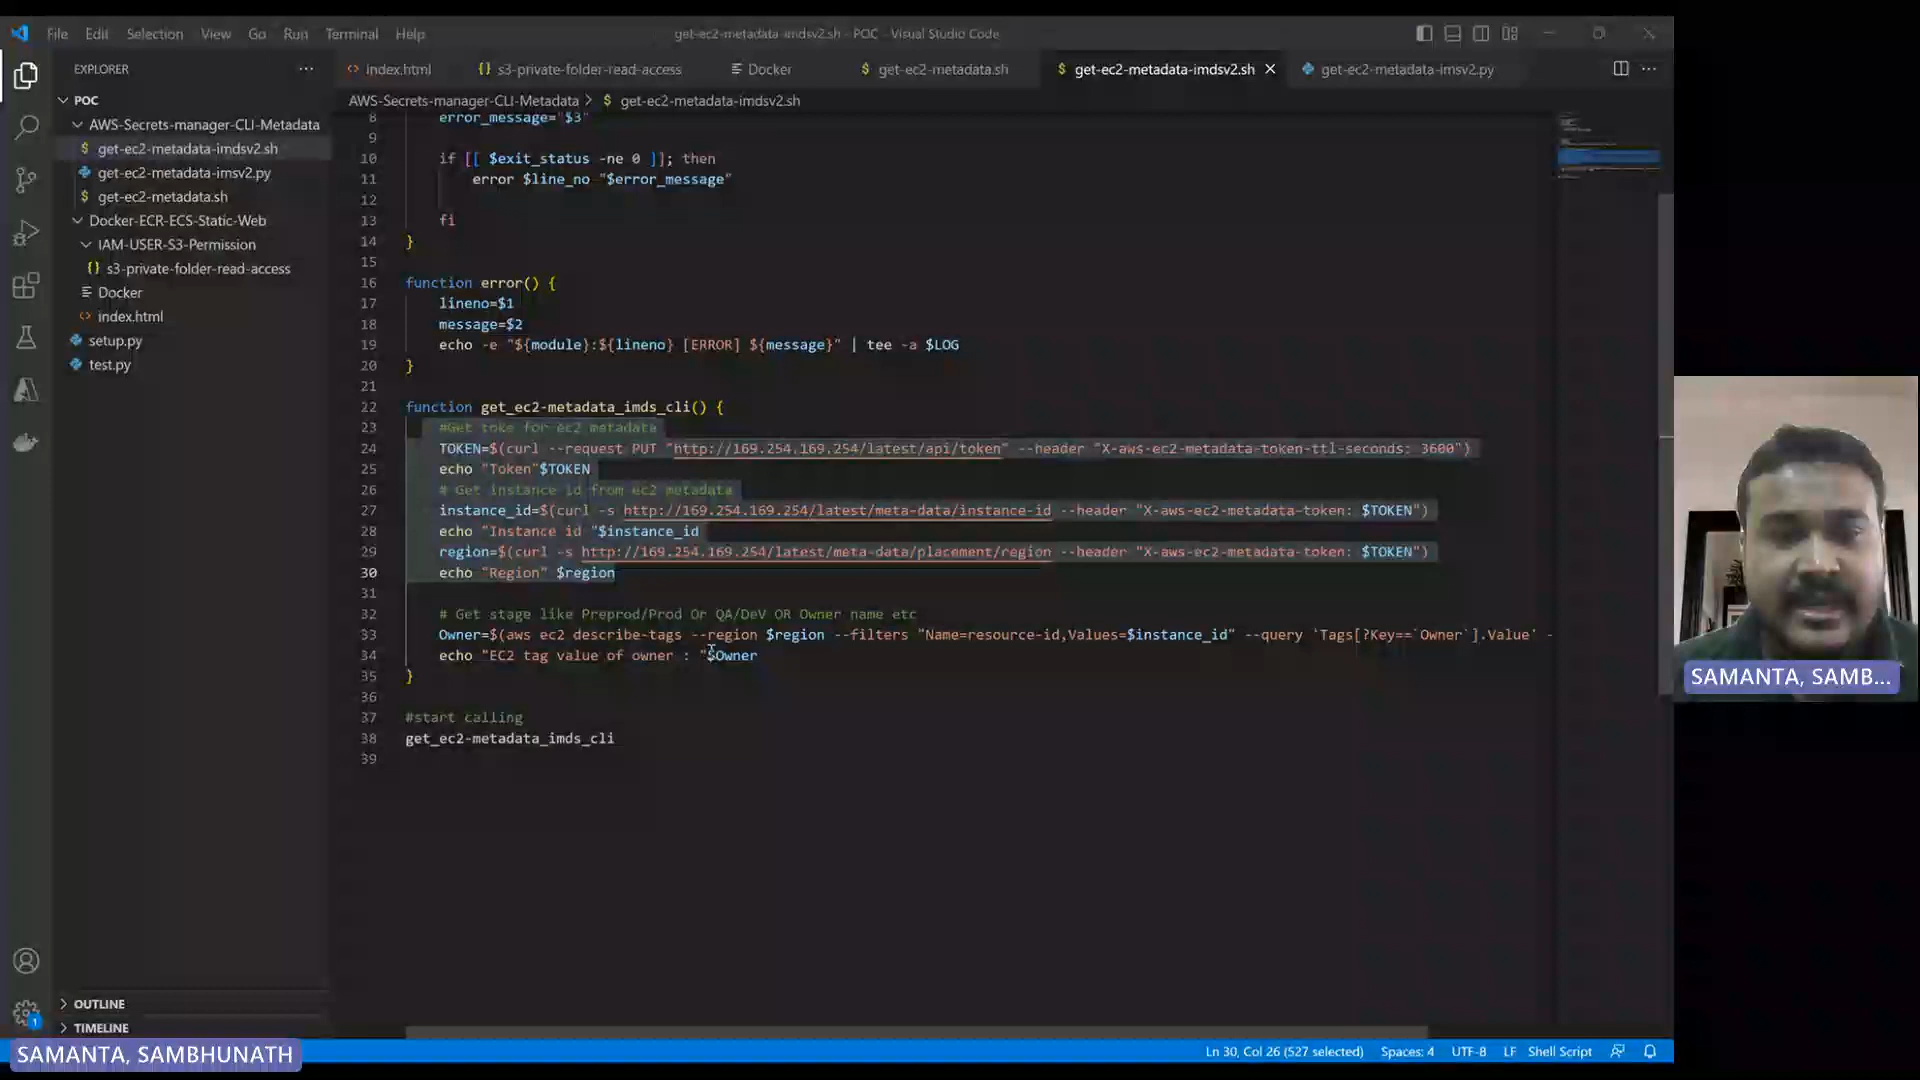 File Edit Selection View Go Run Terminal Help
get-ec2-metadata-imdsv2.sh - POC - Visual Studio Code
EXPLORER
index.html
s3-private-folder-read-access
Docker
get-ec2-metadata.sh
get-ec2-metadata-imdsv2.sh
get-ec2-metadata-imsv2.py
POC
AWS-Secrets-manager-CLI-Metadata
get-ec2-metadata-imdsv2.sh
get-ec2-metadata-imsv2.py
get-ec2-metadata.sh
Docker-ECR-ECS-Static-Web
IAM-USER-S3-Permission
{} s3-private-folder-read-access
Docker
index.html
setup.py
test.py
AWS-Secrets-manager-CLI-Metadata > $ get-ec2-metadata-imdsv2.sh
8 error_message="$3"
9
10 if [[ $exit_status -ne 0 ]]; then
11 error $line_no "$error_message"
12
13 fi
14 }
15
16 function error() {
17 lineno=$1
18 message=$2
19 echo -e "${module}:${lineno} [ERROR] ${message}" | tee -a $LOG
20 }
21
22 function get_ec2-metadata_imds_cli() {
23 #Get toke for ec2 metadata
24 TOKEN=$(curl --request PUT "http://169.254.169.254/latest/api/token" --header "X-aws-ec2-metadata-token-ttl-seconds: 3600")
25 echo "Token"$TOKEN
26 # Get instance id from ec2 metadata
27 instance_id=$(curl -s http://169.254.169.254/latest/meta-data/instance-id --header "X-aws-ec2-metadata-token: $TOKEN")
28 echo "Instance id "$instance_id
29 region=$(curl -s http://169.254.169.254/latest/meta-data/placement/region --header "X-aws-ec2-metadata-token: $TOKEN")
30 echo "Region" $region
31
32 # Get stage like Preprod/Prod Or QA/DeV OR Owner name etc
33 Owner=$(aws ec2 describe-tags --region $region --filters "Name=resource-id,Values=$instance_id" --query 'Tags[?Key==`Owner`].Value' -
34 echo "EC2 tag value of owner : "$Owner
35 }
36
37 #start calling
38 get_ec2-metadata_imds_cli
39
OUTLINE
TIMELINE
SAMANTA, SAMB...
SAMANTA, SAMBHUNATH
1
Ln 30, Col 26 (527 selected) Spaces: 4 UTF-8 LF Shell Script